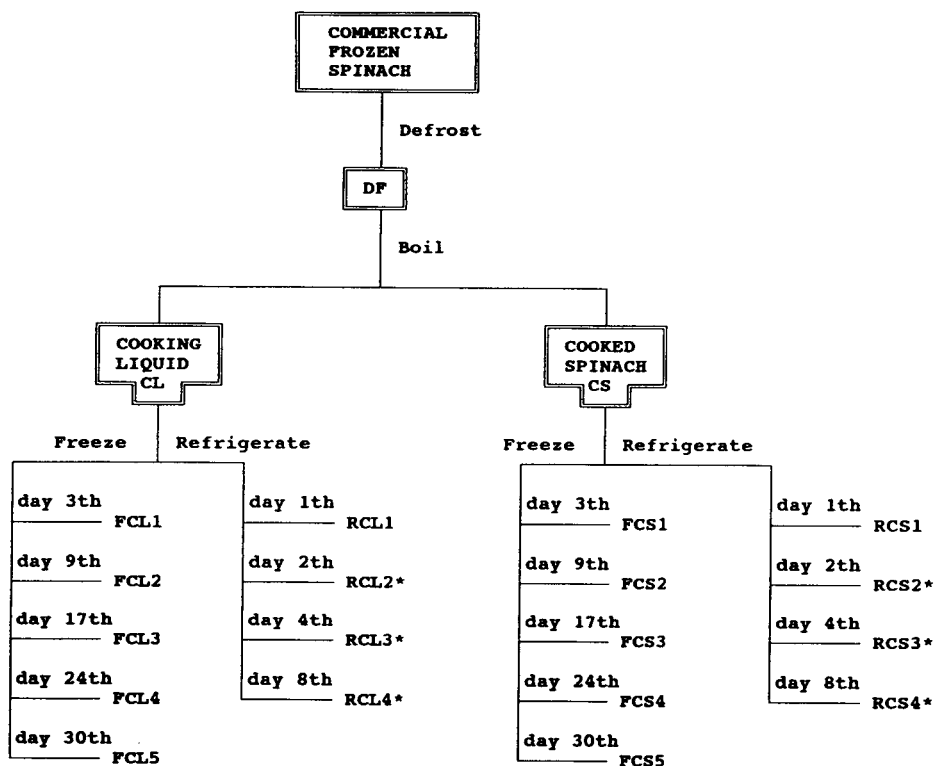 COMMERCIAL
FROZEN
SPINACH
Defrost
DF
Boil
COOKING
LIQUID
CL
COOKED
SPINACH
CS
Freeze Refrigerate
day 3th
FCL1
day 9th
FCL2
day 17th
FCL3
day 24th
FCL4
day 30th
FCL5
day 1th
RCL1
day 2th
RCL2*
day 4th
RCL3*
day 8th
RCL4*
Freeze Refrigerate
day 3th
FCS1
day 9th
FCS2
day 17th
FCS3
day 24th
FCS4
day 30th
FCS5
day 1th
RCS1
day 2th
RCS2*
day 4th
RCS3*
day 8th
RCS4*